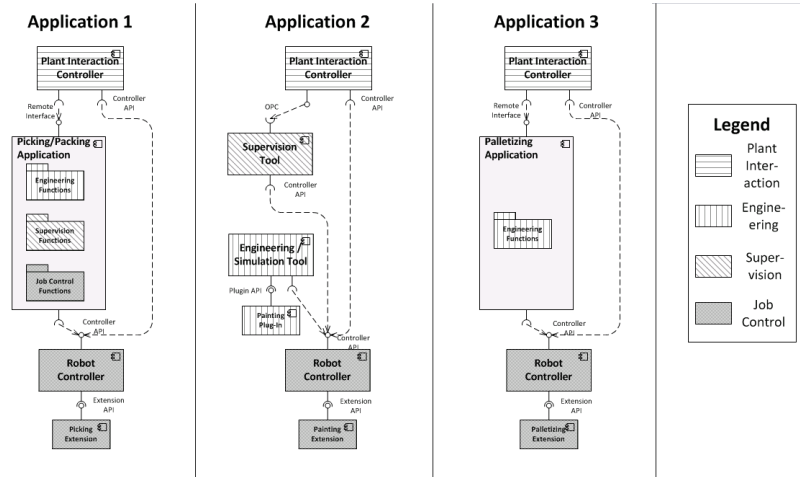 Application 1
Plant Interaction
Controller
Remote
Interface
Controller
API
Picking/Packing
Application
Engineering
Functions
Supervision
Functions
Job Control
Functions
Controller
API
Robot
Controller
Extension
API
Picking
Extension
Application 2
Plant Interaction
Controller
OPC
Controller
API
Supervision
Tool
Controller
API
Engineering /
Simulation Tool
Plugin API
Painting
Plug-In
Controller
API
Robot
Controller
Extension
API
Painting
Extension
Application 3
Plant Interaction
Controller
Remote
Interface
Controller
API
Palletizing
Application
Engineering
Functions
Controller
API
Robot
Controller
Extension
API
Palletizing
Extension
Legend
Plant
Inter-
action
Engine-
ering
Super-
vision
Job
Control